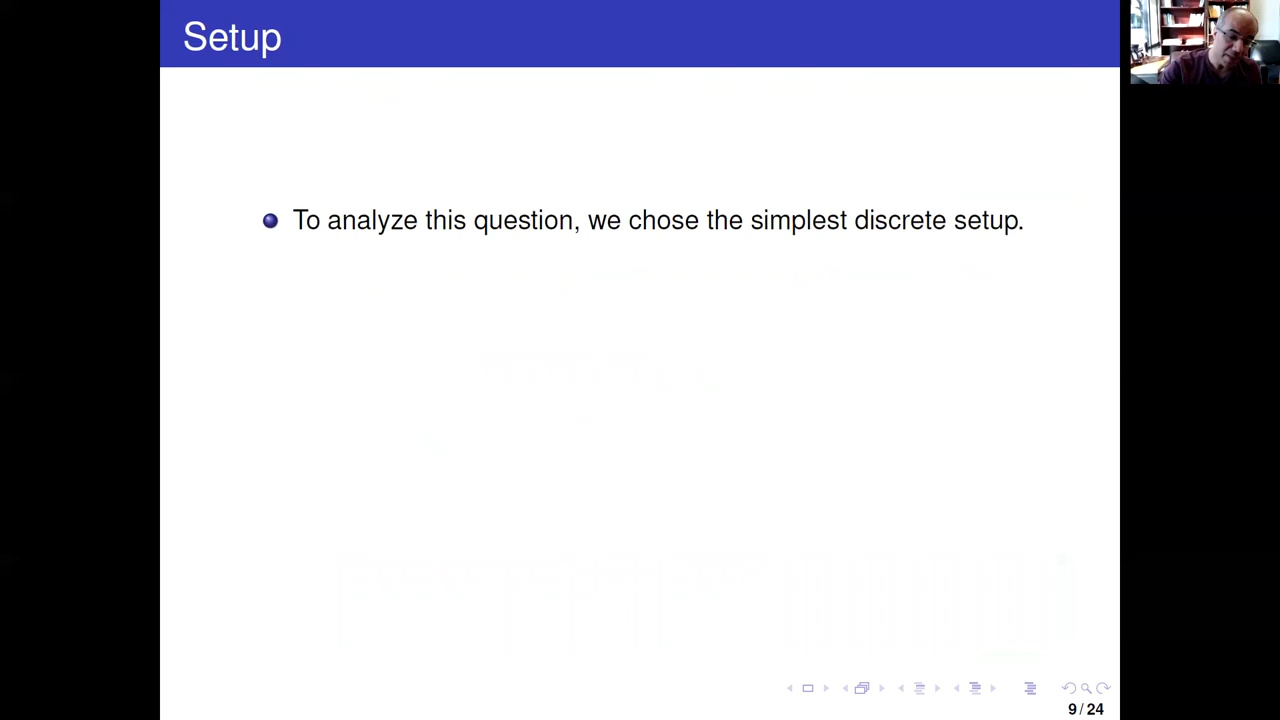 Setup
To analyze this question, we chose the simplest discrete setup.
9 / 24